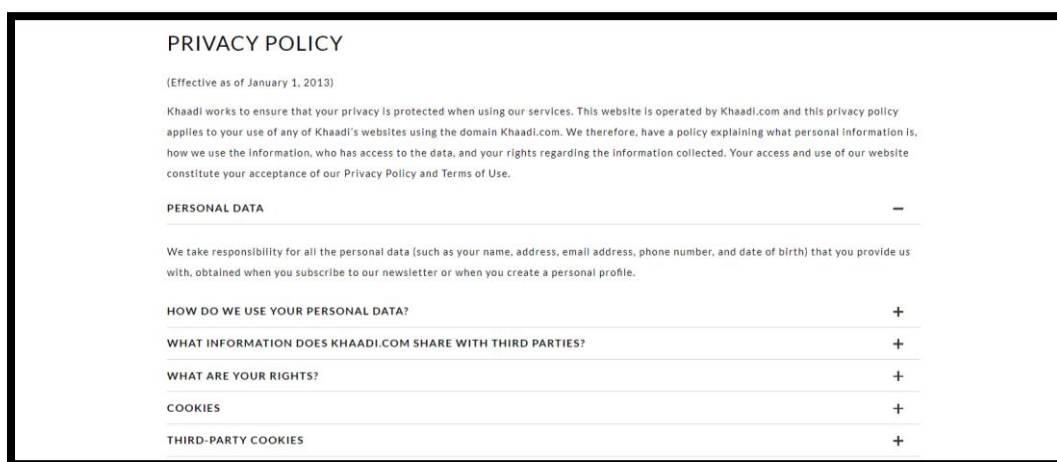 PRIVACY POLICY
(Effective as of January 1, 2013)
Khaadi works to ensure that your privacy is protected when using our services. This website is operated by Khaadi.com and this privacy policy
applies to your use of any of Khaadi's websites using the domain Khaadi.com. We therefore, have a policy explaining what personal information is,
how we use the information, who has access to the data, and your rights regarding the information collected. Your access and use of our website
constitute your acceptance of our Privacy Policy and Terms of Use.
PERSONAL DATA −
We take responsibility for all the personal data (such as your name, address, email address, phone number, and date of birth) that you provide us
with, obtained when you subscribe to our newsletter or when you create a personal profile.
HOW DO WE USE YOUR PERSONAL DATA? +
WHAT INFORMATION DOES KHAADI.COM SHARE WITH THIRD PARTIES? +
WHAT ARE YOUR RIGHTS? +
COOKIES +
THIRD-PARTY COOKIES +